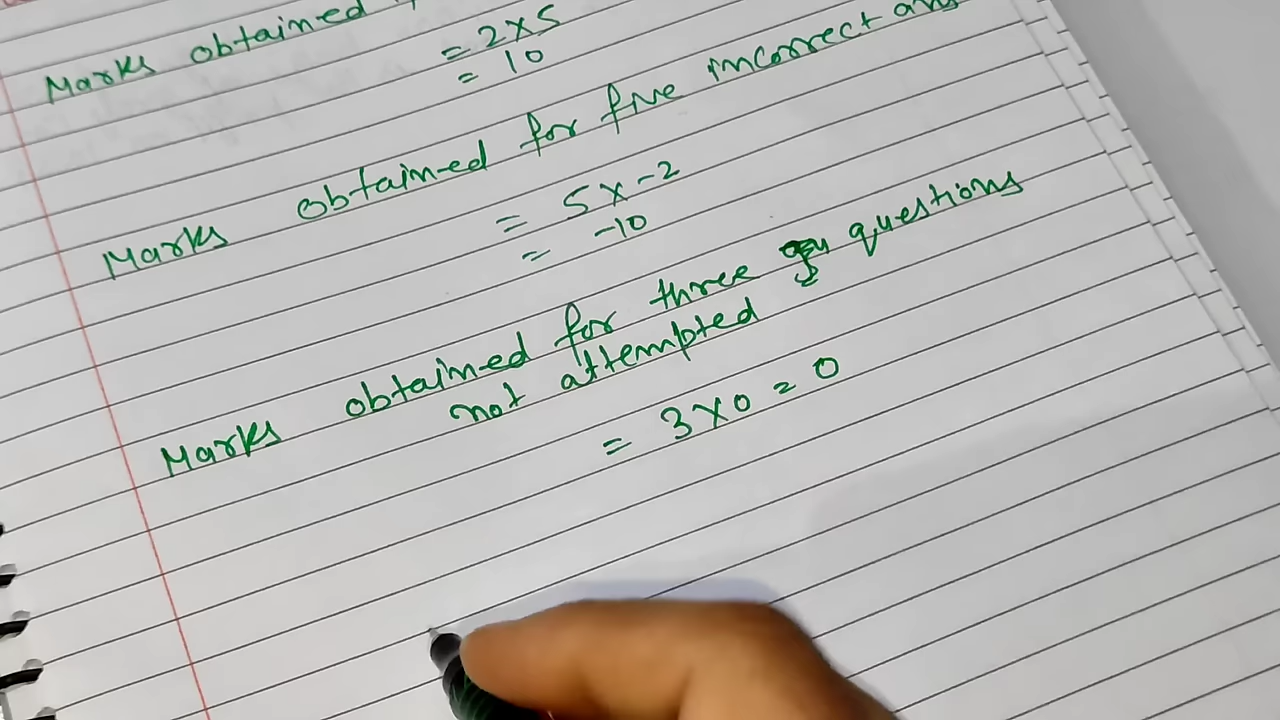 Marks obtained
= 2×5
= 10
Marks obtained for five incorrect
= 5×-2
= -10
Marks obtained for three questions
not attempted
= 3×0 = 0